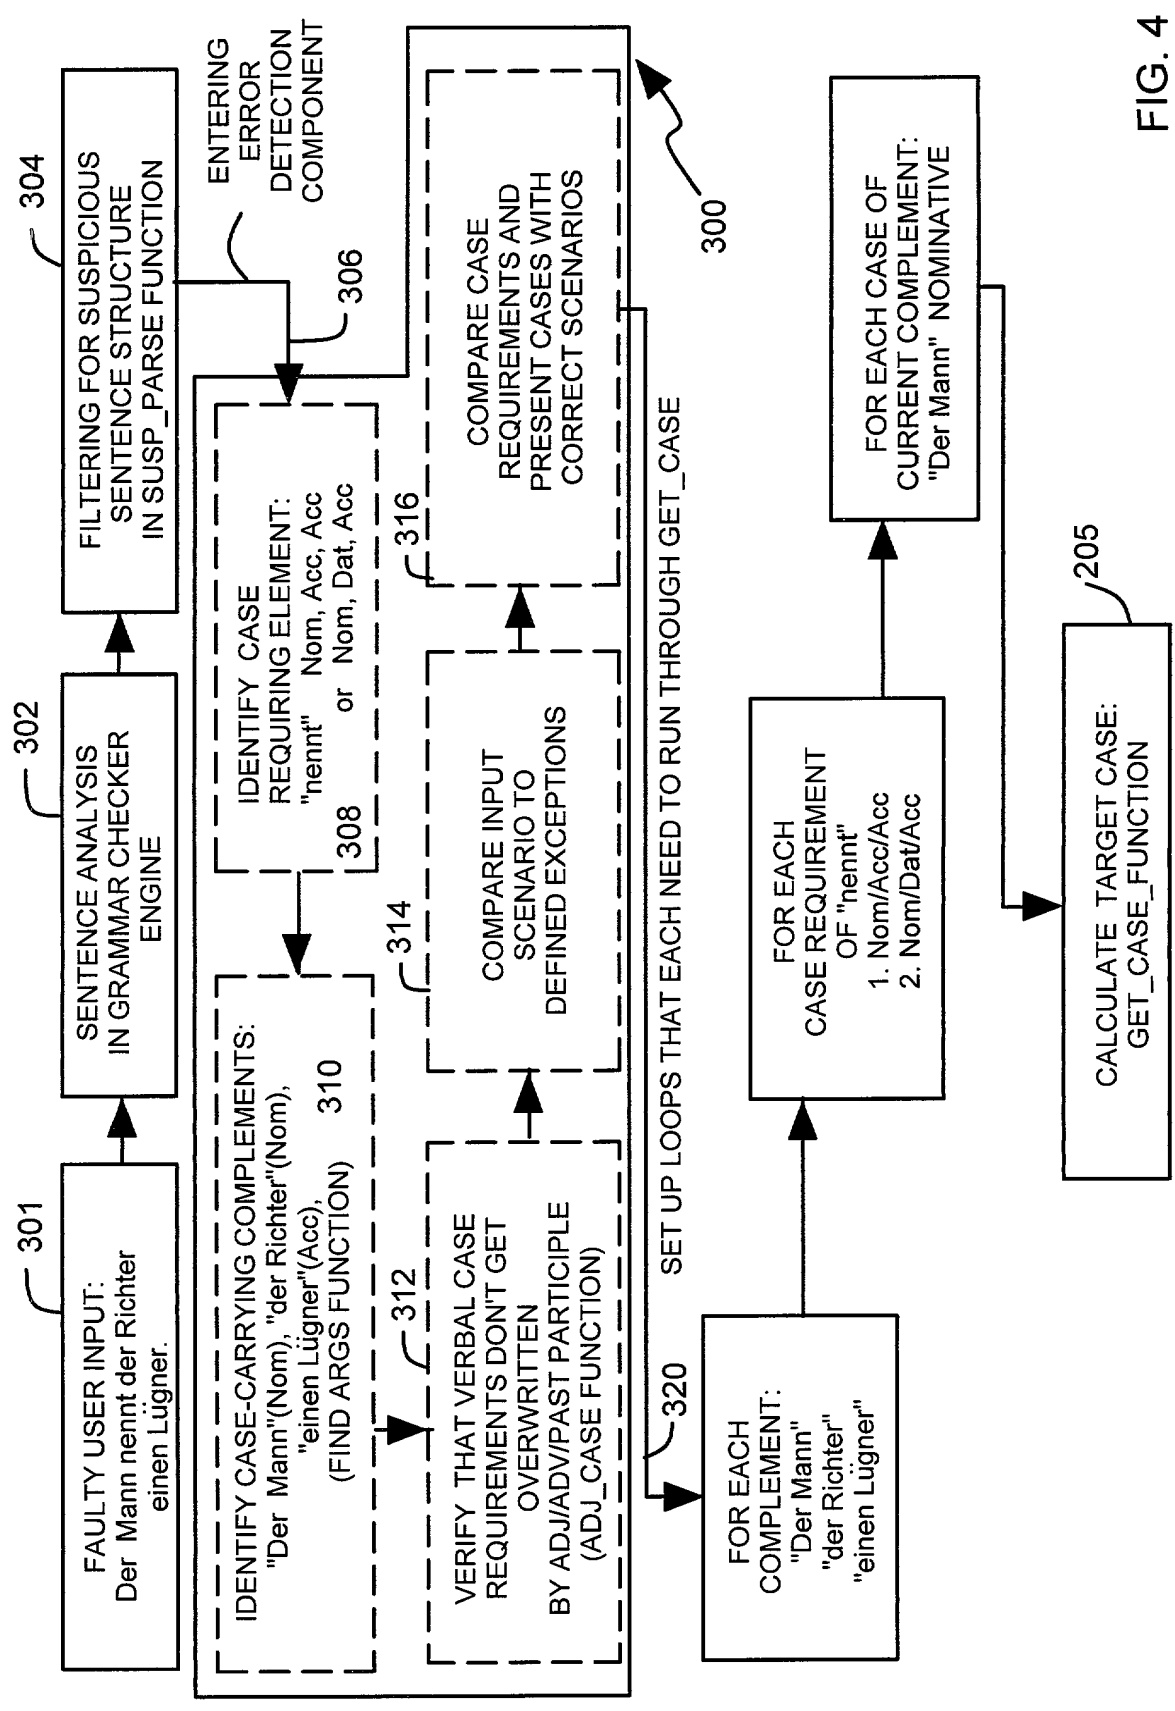 301
FAULTY USER INPUT:
Der Mann nennt der Richter
einen Lügner.
302
SENTENCE ANALYSIS
IN GRAMMAR CHECKER
ENGINE
304
FILTERING FOR SUSPICIOUS
SENTENCE STRUCTURE
IN SUSP_PARSE FUNCTION
ENTERING
ERROR
DETECTION
COMPONENT
306
IDENTIFY CASE
REQUIRING ELEMENT:
"nennt" Nom, Acc, Acc
or Nom, Dat, Acc
308
IDENTIFY CASE-CARRYING COMPLEMENTS:
"Der Mann"(Nom), "der Richter"(Nom),
"einen Lügner"(Acc),
(FIND ARGS FUNCTION)
310
312
VERIFY THAT VERBAL CASE
REQUIREMENTS DON'T GET
OVERWRITTEN
BY ADJ/ADV/PAST PARTICIPLE
(ADJ_CASE FUNCTION)
314
COMPARE INPUT
SCENARIO TO
DEFINED EXCEPTIONS
316
COMPARE CASE
REQUIREMENTS AND
PRESENT CASES WITH
CORRECT SCENARIOS
300
SET UP LOOPS THAT EACH NEED TO RUN THROUGH GET_CASE
320
FOR EACH
COMPLEMENT:
"Der Mann"
"der Richter"
"einen Lügner"
FOR EACH
CASE REQUIREMENT
OF "nennt"
1. Nom/Acc/Acc
2. Nom/Dat/Acc
FOR EACH CASE OF
CURRENT COMPLEMENT:
"Der Mann" NOMINATIVE
205
CALCULATE TARGET CASE:
GET_CASE_FUNCTION
FIG. 4